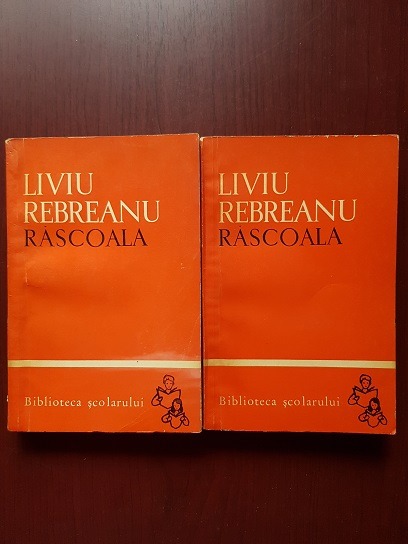 LIVIU
REBREANU
RĂSCOALA
Biblioteca școlarului
LIVIU
REBREANU
RĂSCOALA
Biblioteca școlarului